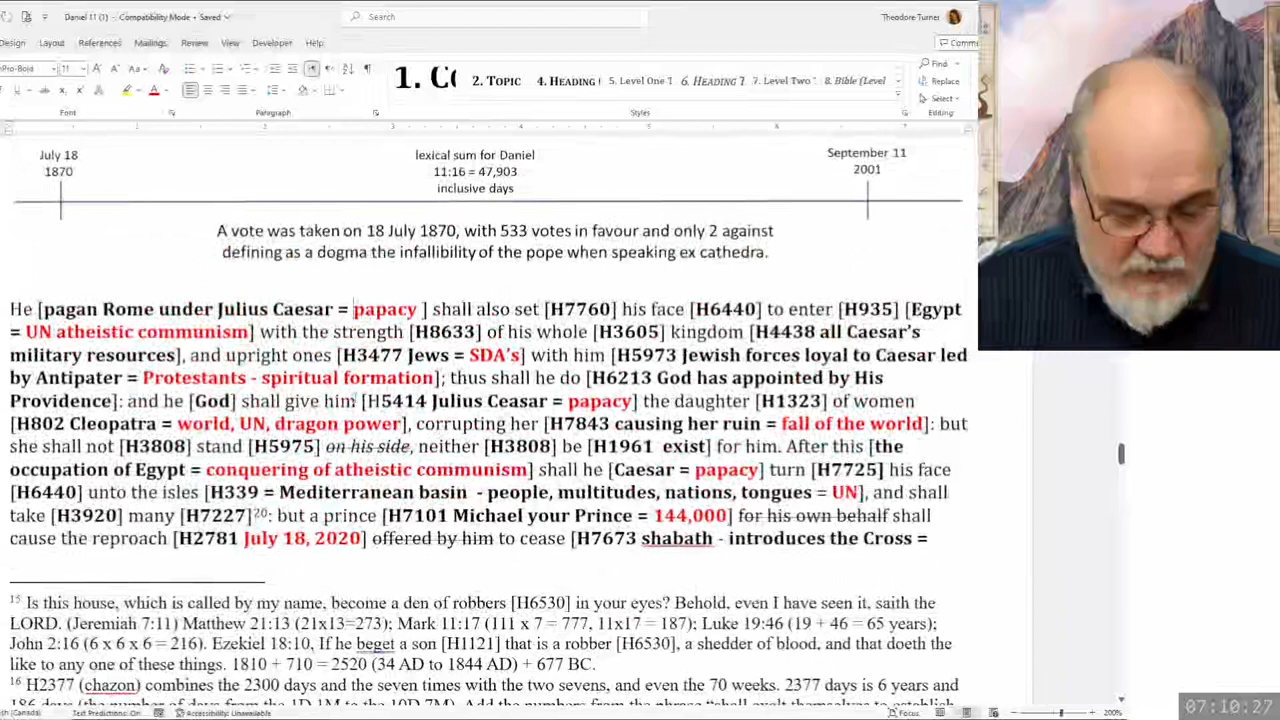 Daniel 11 (1) - Compatibility Mode • Saved
Search
Theodore Turner
Design Layout References Mailings Review View Developer Help
1. Co
2. TOPIC
4. HEADING
5. Level One
6. HEADING
7. Level Two
8. Bible (Level
Find
Replace
Select
Font
Paragraph
Styles
Editing
July 18
1870
lexical sum for Daniel
11:16 = 47,903
inclusive days
September 11
2001
A vote was taken on 18 July 1870, with 533 votes in favour and only 2 against
defining as a dogma the infallibility of the pope when speaking ex cathedra.
He [pagan Rome under Julius Caesar = papacy ] shall also set [H7760] his face [H6440] to enter [H935] [Egypt
= UN atheistic communism] with the strength [H8633] of his whole [H3605] kingdom [H4438 all Caesar's
military resources], and upright ones [H3477 Jews = SDA's] with him [H5973 Jewish forces loyal to Caesar led
by Antipater = Protestants - spiritual formation]; thus shall he do [H6213 God has appointed by His
Providence]: and he [God] shall give him [H5414 Julius Ceasar = papacy] the daughter [H1323] of women
[H802 Cleopatra = world, UN, dragon power], corrupting her [H7843 causing her ruin = fall of the world]: but
she shall not [H3808] stand [H5975] on his side, neither [H3808] be [H1961 exist] for him. After this [the
occupation of Egypt = conquering of atheistic communism] shall he [Caesar = papacy] turn [H7725] his face
[H6440] unto the isles [H339 = Mediterranean basin - people, multitudes, nations, tongues = UN], and shall
take [H3920] many [H7227]20: but a prince [H7101 Michael your Prince = 144,000] for his own behalf shall
cause the reproach [H2781 July 18, 2020] offered by him to cease [H7673 shabath - introduces the Cross =
15 Is this house, which is called by my name, become a den of robbers [H6530] in your eyes? Behold, even I have seen it, saith the
LORD. (Jeremiah 7:11) Matthew 21:13 (21x13=273); Mark 11:17 (111 x 7 = 777, 11x17 = 187); Luke 19:46 (19 + 46 = 65 years);
John 2:16 (6 x 6 x 6 = 216). Ezekiel 18:10, If he beget a son [H1121] that is a robber [H6530], a shedder of blood, and that doeth the
like to any one of these things. 1810 + 710 = 2520 (34 AD to 1844 AD) + 677 BC.
16 H2377 (chazon) combines the 2300 days and the seven times with the two sevens, and even the 70 weeks. 2377 days is 6 years and
Text Predictions: On
Accessibility: Unavailable
Focus
200%
07:10:27